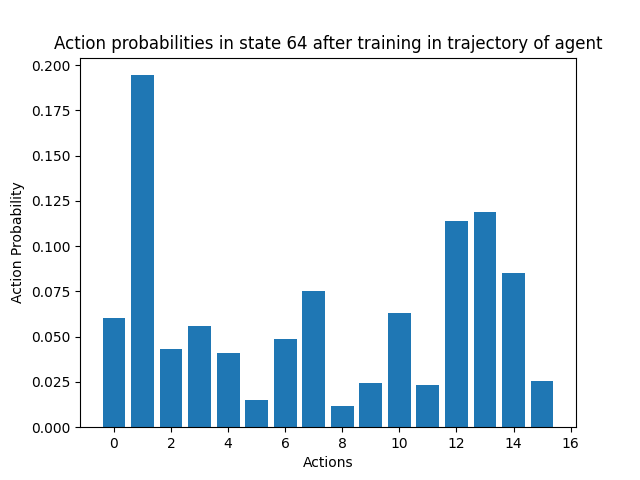 Action probabilities in state 64 after training in trajectory of agent
0.200
0.175
0.150
0.125
0.100
0.075
0.050
0.025
0.000
Action Probability
0 2 4 6 8 10 12 14 16
Actions